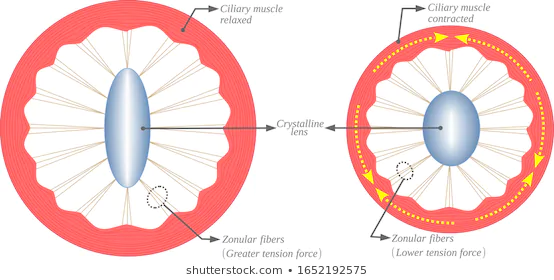 Ciliary muscle
relaxed
Ciliary muscle
contracted
Crystalline
lens
Zonular fibers
(Greater tension force)
Zonular fibers
(Lower tension force)
shutterstock.com • 1652192575